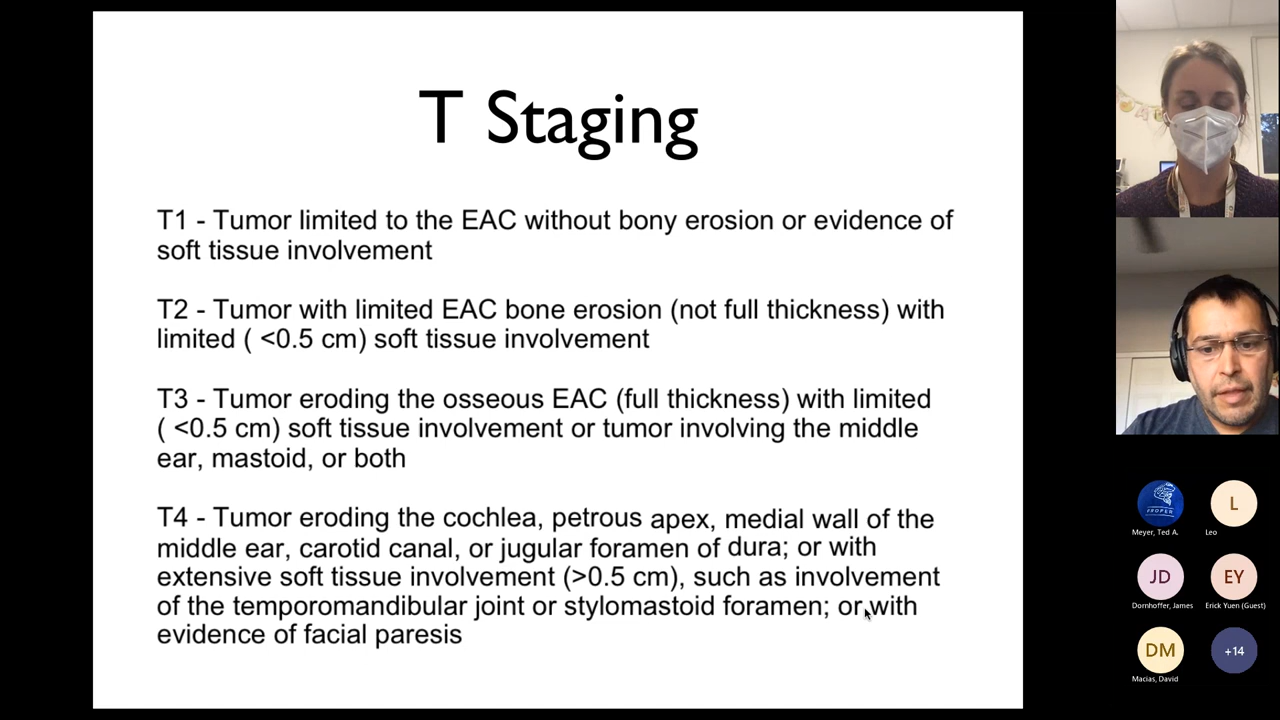 T Staging
T1 - Tumor limited to the EAC without bony erosion or evidence of
soft tissue involvement
T2 - Tumor with limited EAC bone erosion (not full thickness) with
limited ( <0.5 cm) soft tissue involvement
T3 - Tumor eroding the osseous EAC (full thickness) with limited
( <0.5 cm) soft tissue involvement or tumor involving the middle
ear, mastoid, or both
T4 - Tumor eroding the cochlea, petrous apex, medial wall of the
middle ear, carotid canal, or jugular foramen of dura; or with
extensive soft tissue involvement (>0.5 cm), such as involvement
of the temporomandibular joint or stylomastoid foramen; or with
evidence of facial paresis
PROPER
L
Meyer, Ted A.
Leo
JD
EY
Dornhoffer, James
Erick Yuen (Guest)
DM
+14
Macias, David